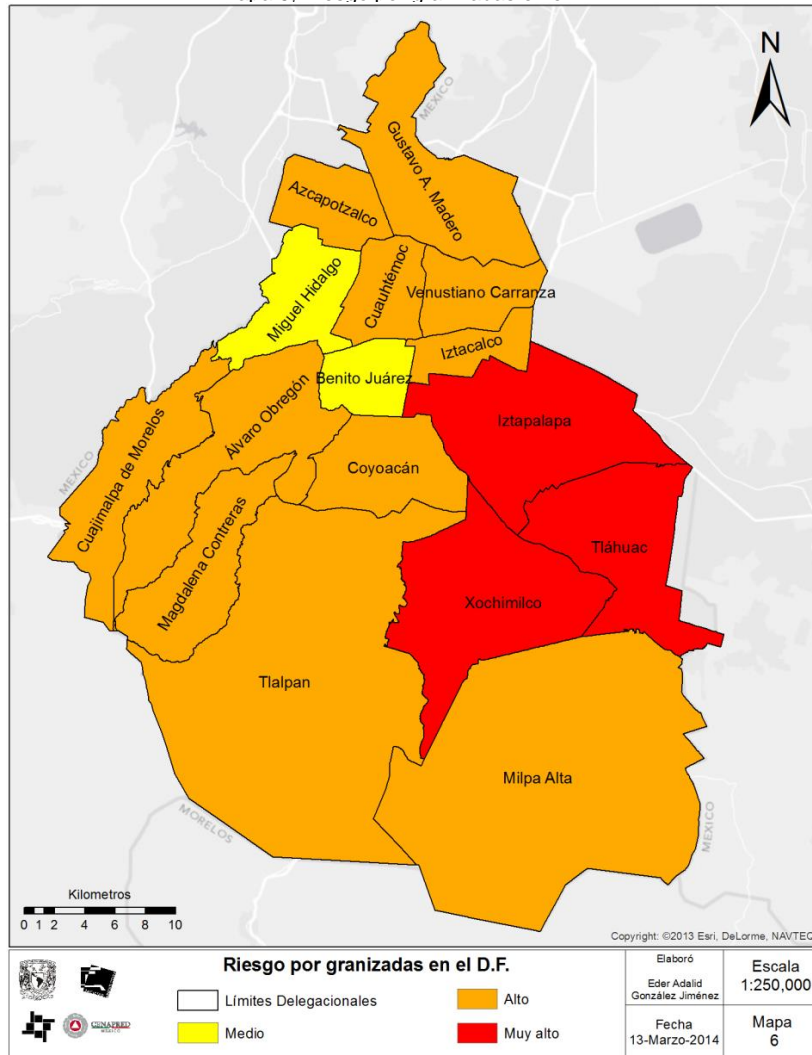 N
MEXICO
Gustavo A. Madero
Azcapotzalco
Miguel Hidalgo
Cuauhtémoc
Venustiano Carranza
Iztacalco
Benito Juárez
Iztapalapa
Álvaro Obregón
Cuajimalpa de Morelos
MEXICO
Coyoacán
Magdalena Contreras
Tláhuac
Xochimilco
Tlalpan
Milpa Alta
MORELOS
MEXICO
Kilometros
0 1 2 4 6 8 10
Copyright: ©2013 Esri, DeLorme, NAVTEQ
Riesgo por granizadas en el D.F.
Límites Delegacionales
Alto
Medio
Muy alto
CENAPRED
Elaboró
Eder Adalid
González Jiménez
Escala
1:250,000
Fecha
13-Marzo-2014
Mapa
6